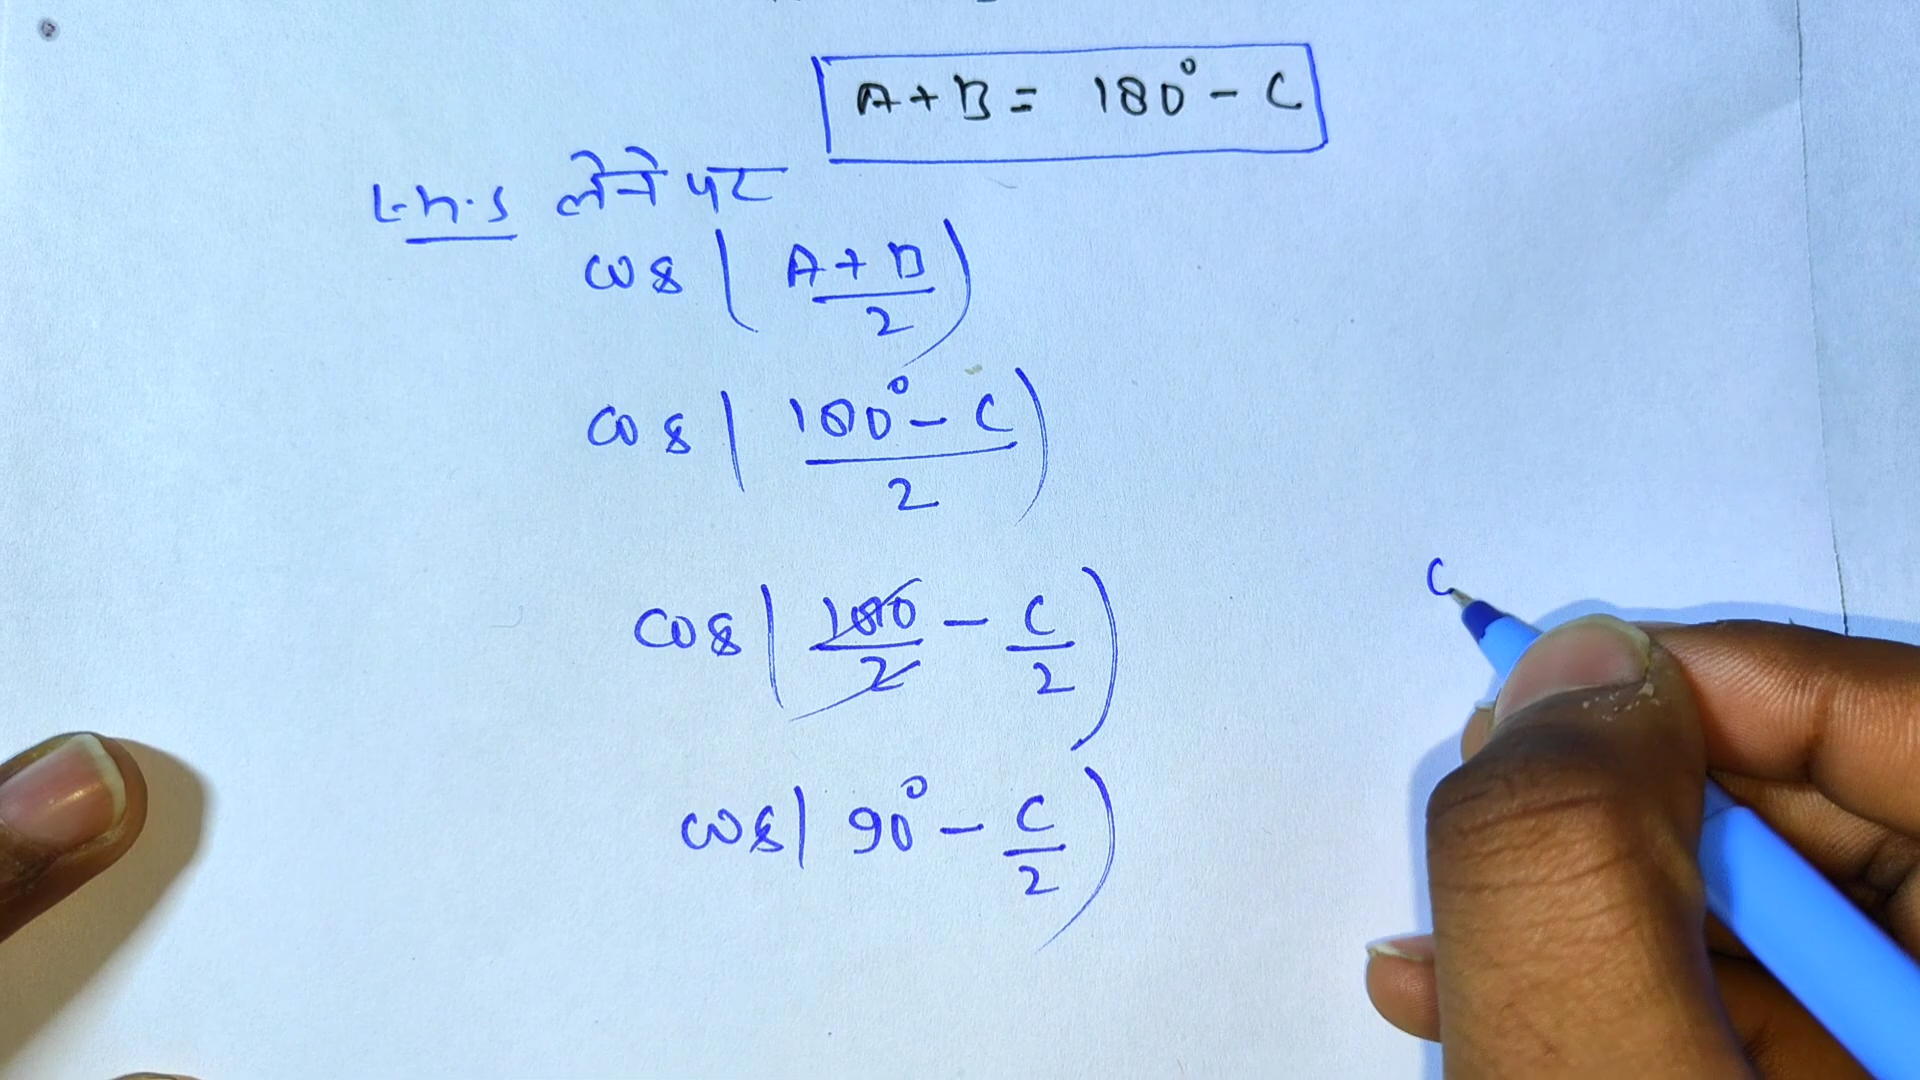 A + B = 180° - C
L.h.s लेने पर
cos (A + B / 2)
cos (180° - C / 2)
cos (180 / 2 - C / 2)
cos (90° - C / 2)
C